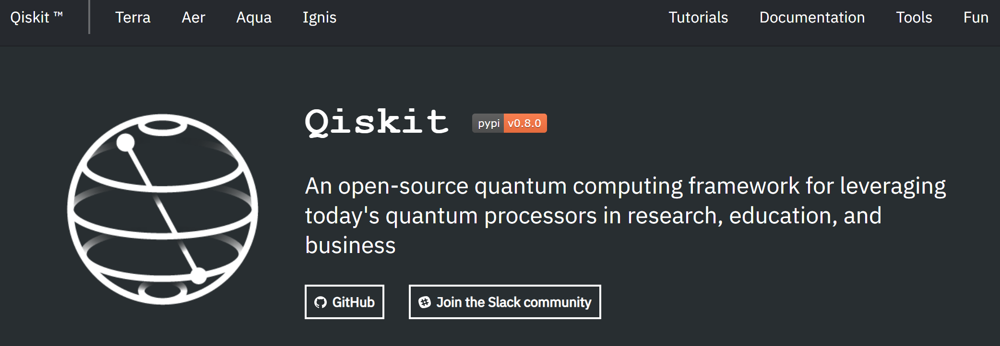 Qiskit ™ Terra Aer Aqua Ignis Tutorials Documentation Tools Fun
Qiskit pypi v0.8.0
An open-source quantum computing framework for leveraging
today's quantum processors in research, education, and
business
GitHub Join the Slack community